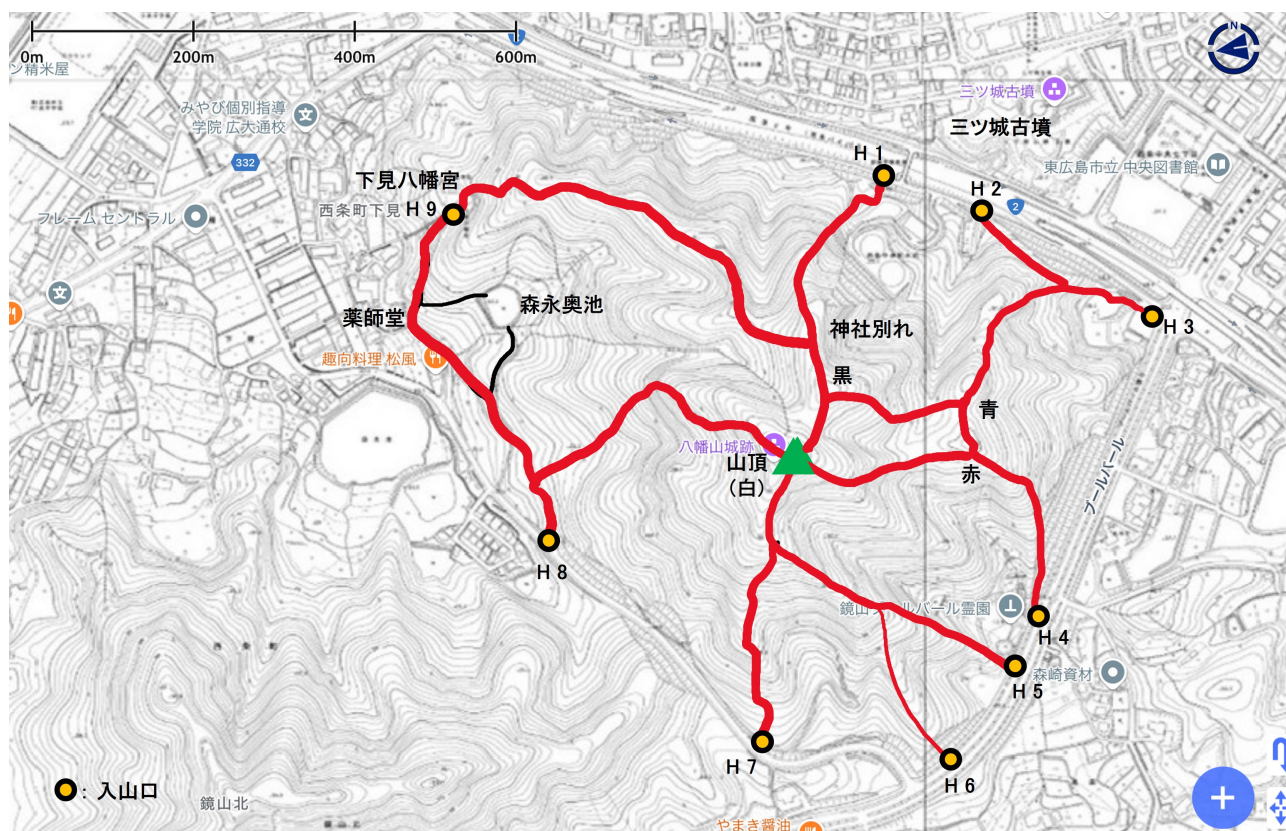 0m
200m
400m
600m
N
ン精米屋
みやび個別指導
学院 広大通校
332
三ツ城古墳
三ツ城古墳
東広島市立 中央図書館
H 1
H 2
2
下見八幡宮
西条町下見
H 9
フレーム セントラル
森永奥池
薬師堂
神社別れ
H 3
趣向料理 松風
黒
青
八幡山城跡
山頂
（白）
赤
ブールバール
H 8
鏡山ブールバール霊園
H 4
森崎資材
H 5
H 7
H 6
：入山口
鏡山北
やまき醤油